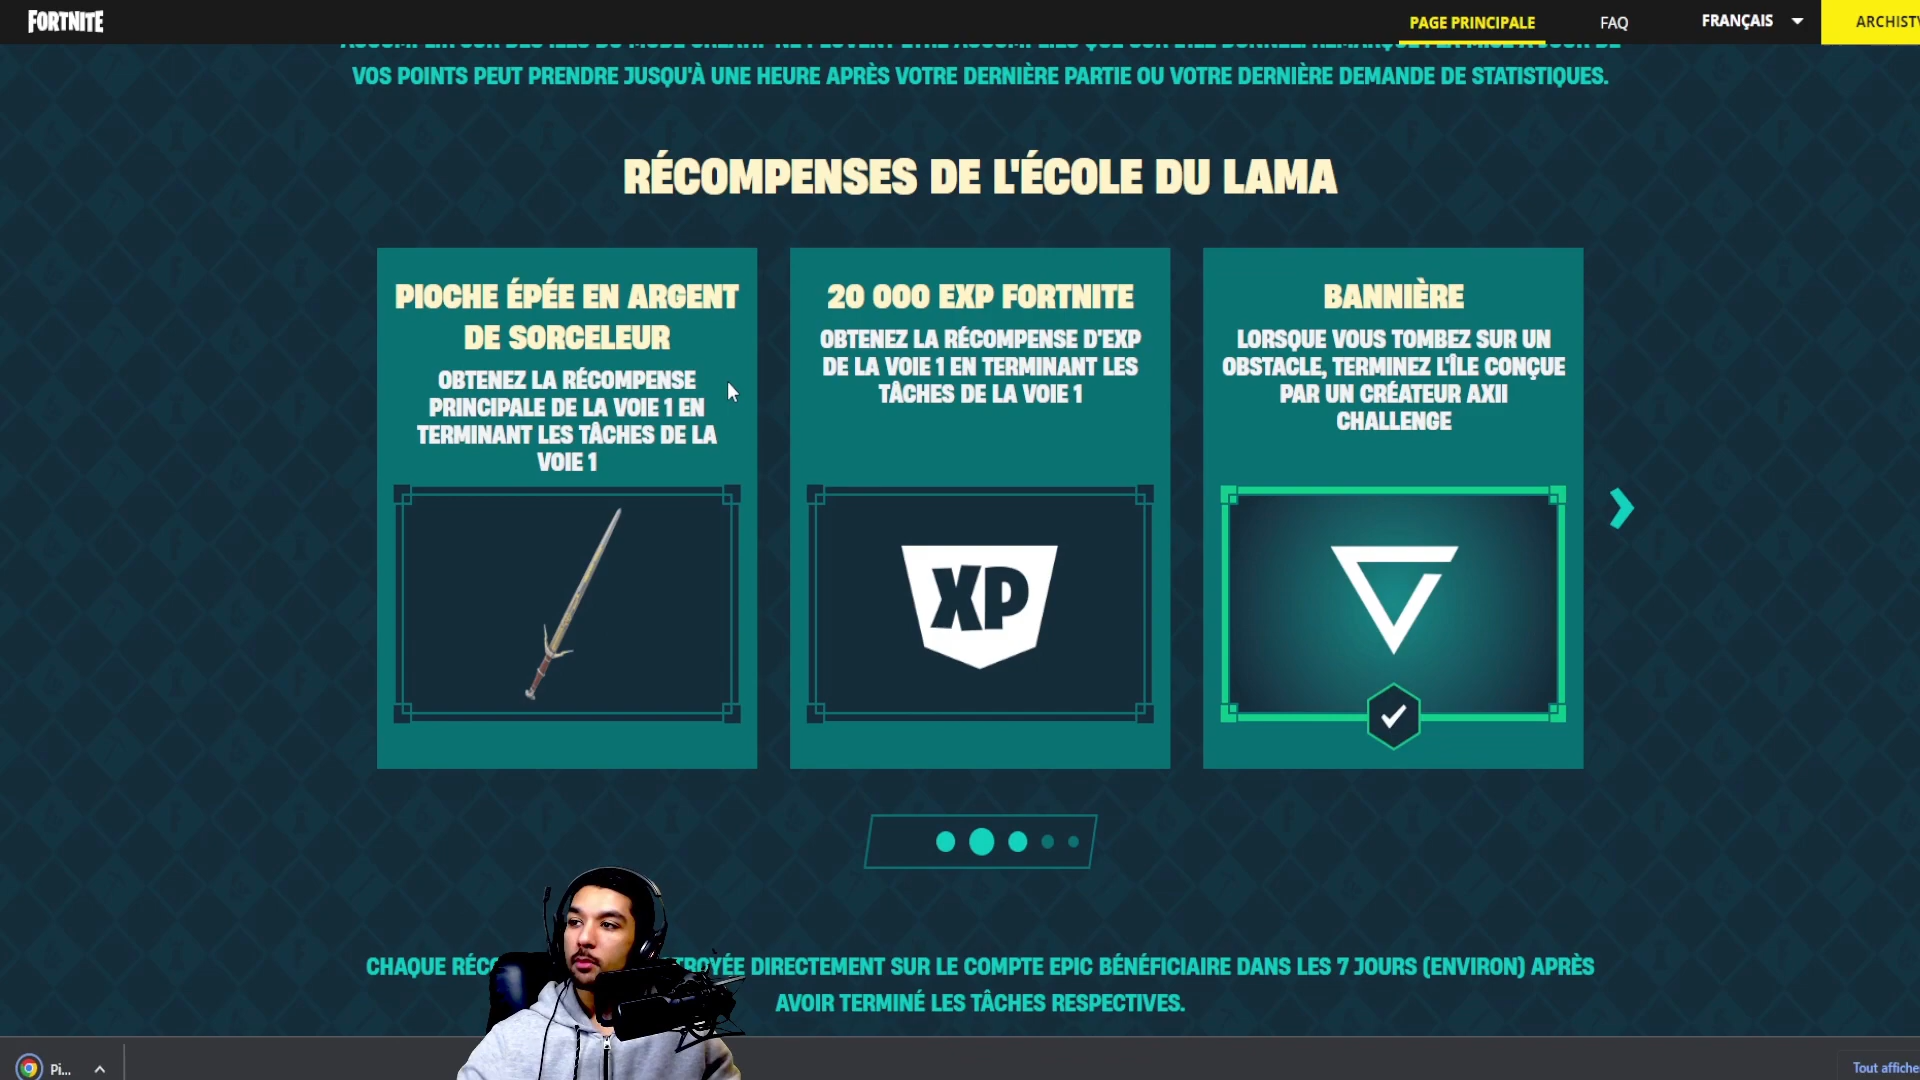 FORTNITE
PAGE PRINCIPALE
FAQ
FRANÇAIS
VOS POINTS PEUT PRENDRE JUSQU'À UNE HEURE APRÈS VOTRE DERNIÈRE PARTIE OU VOTRE DERNIÈRE DEMANDE DE STATISTIQUES.
RÉCOMPENSES DE L'ÉCOLE DU LAMA
PIOCHE ÉPÉE EN ARGENT
DE SORCELEUR
OBTENEZ LA RÉCOMPENSE
PRINCIPALE DE LA VOIE 1 EN
TERMINANT LES TÂCHES DE LA
VOIE 1
20 000 EXP FORTNITE
OBTENEZ LA RÉCOMPENSE D'EXP
DE LA VOIE 1 EN TERMINANT LES
TÂCHES DE LA VOIE 1
XP
BANNIÈRE
LORSQUE VOUS TOMBEZ SUR UN
OBSTACLE, TERMINEZ L'ÎLE CONÇUE
PAR UN CRÉATEUR AXII
CHALLENGE
CHAQUE DIRECTEMENT SUR LE COMPTE EPIC BÉNÉFICIAIRE DANS LES 7 JOURS (ENVIRON) APRÈS
AVOIR TERMINÉ LES TÂCHES RESPECTIVES.
Pi...
Tout